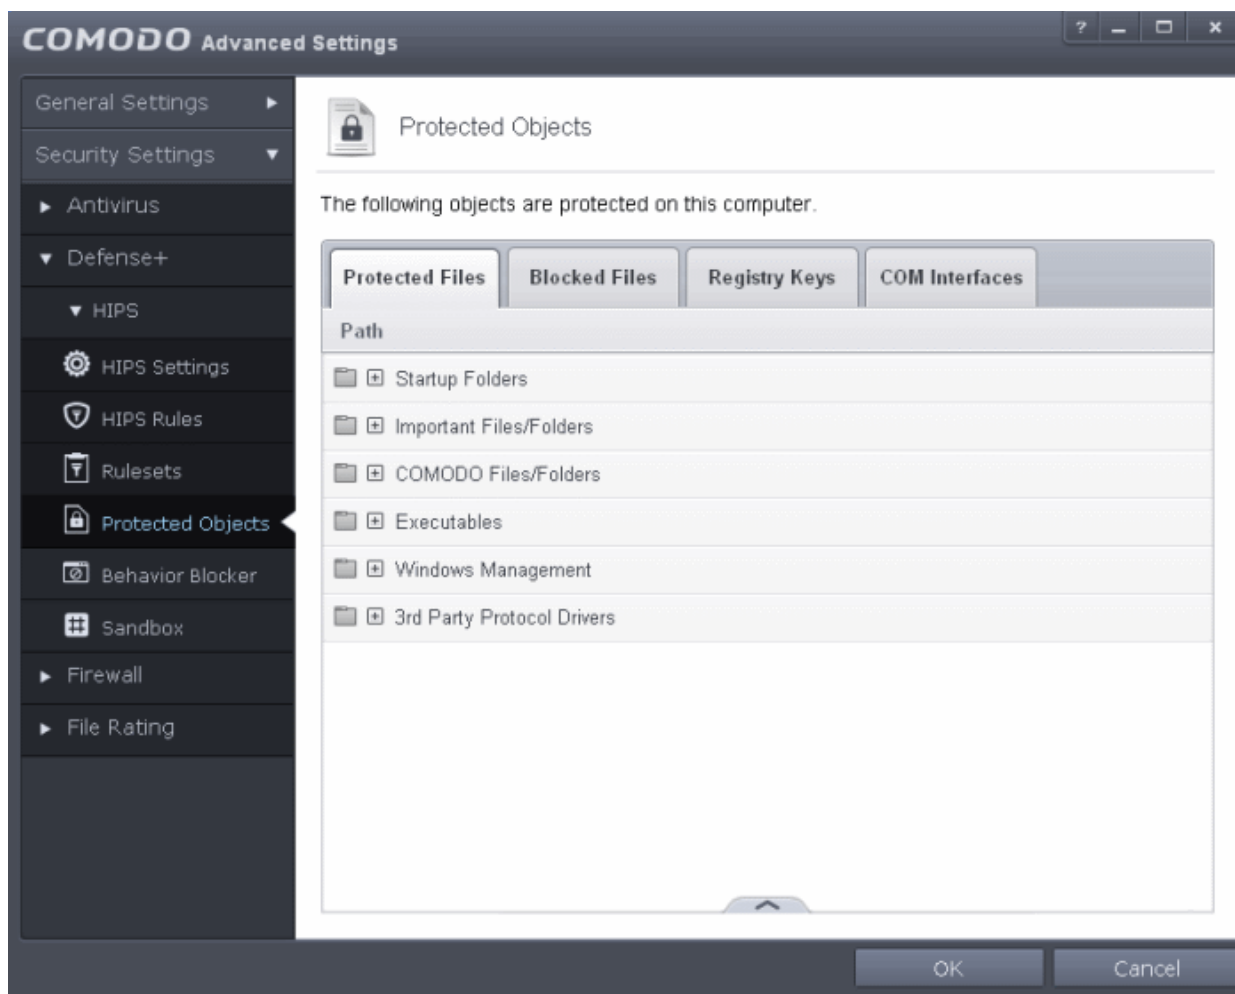 COMODO Advanced Settings
?
General Settings
Security Settings
Antivirus
Defense+
HIPS
HIPS Settings
HIPS Rules
Rulesets
Protected Objects
Behavior Blocker
Sandbox
Firewall
File Rating
Protected Objects
The following objects are protected on this computer.
Protected Files Blocked Files Registry Keys COM Interfaces
Path
Startup Folders
Important Files/Folders
COMODO Files/Folders
Executables
Windows Management
3rd Party Protocol Drivers
OK Cancel